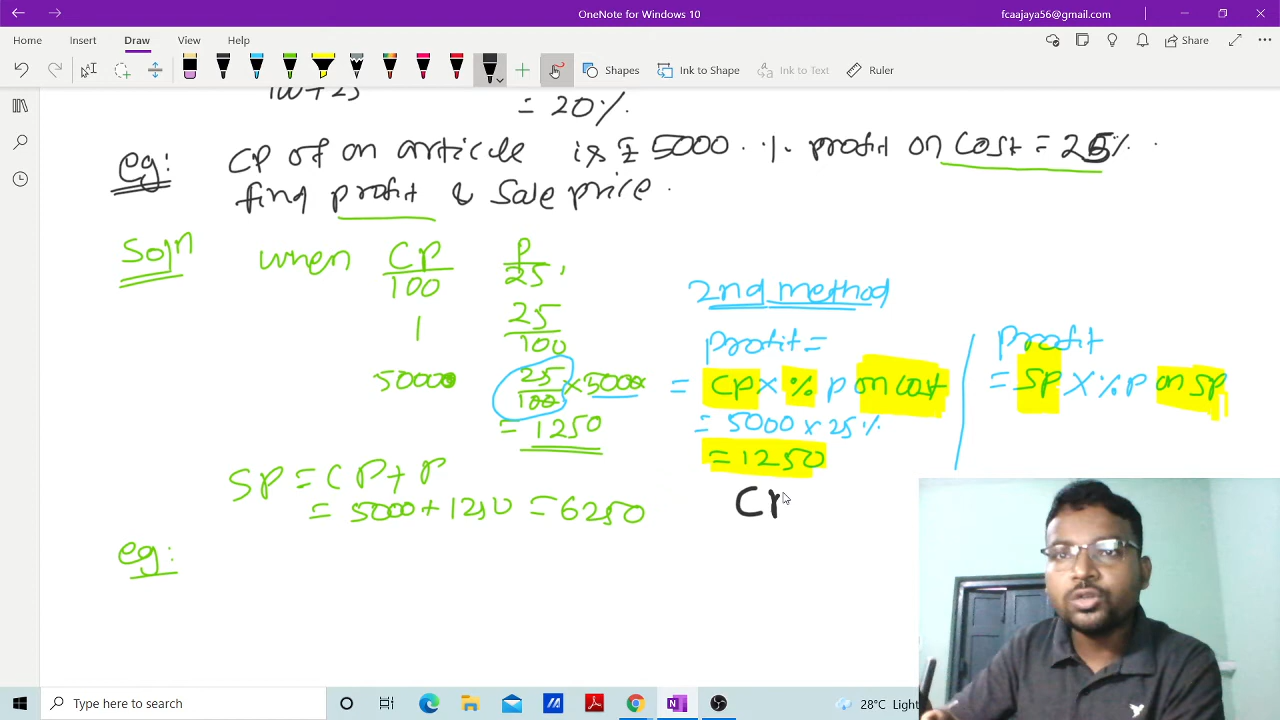 OneNote for Windows 10
fcaajaya56@gmail.com
Home Insert Draw View Help
Share
Shapes Ink to Shape Ink to Text Ruler
100+25
= 20%.
eg: CP of an article is ₹ 5000. % profit on Cost = 25%.
find profit & Sale price.
Soln when CP P
100 25
1 25
100
5000 25 × 5000
100
= 1250
SP = CP + P
= 5000 + 1250 = 6250
eg:
2nd method
Profit =
= CP × % P on cost
= 5000 × 25%
= 1250
CP
Profit
= SP × % P on SP
Type here to search
28°C Light